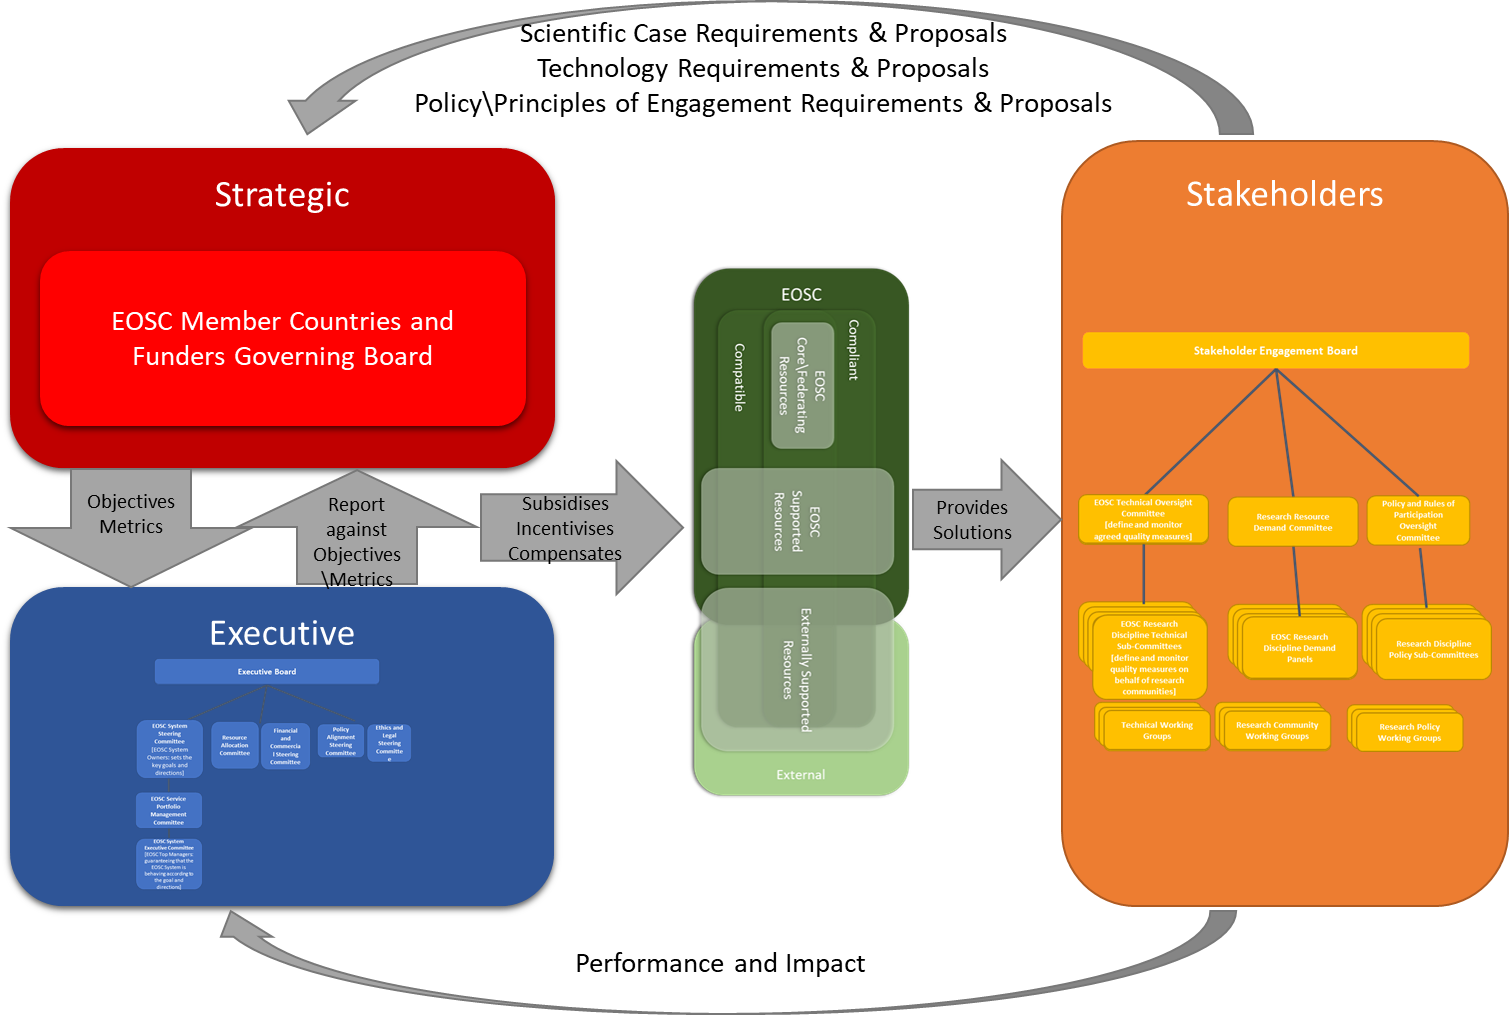 Scientific Case Requirements & Proposals
Technology Requirements & Proposals
Policy\Principles of Engagement Requirements & Proposals
Strategic
EOSC Member Countries and
Funders Governing Board
Objectives
Metrics
Report
against
Objectives
\Metrics
Subsidises
Incentivises
Compensates
Executive
Executive Board
EOSC System
Steering
Committee
[EOSC System
Owners: sets the
key goals and
directions]
Resource
Allocation
Committee
Financial
and
Commercia
l Steering
Committee
Policy
Alignment
Steering
Committee
Ethics and
Legal
Steering
Committe
e
EOSC Service
Portfolio
Management
Committee
EOSC System
Executive Committee
[EOSC Top Managers:
guaranteeing that the
EOSC System is
behaving according to
the goal and
directions]
EOSC
Compatible
EOSC
Core\Federating
Resources
Compliant
EOSC
Supported
Resources
Externally Supported
Resources
External
Provides
Solutions
Stakeholders
Stakeholder Engagement Board
EOSC Technical Oversight
Committee
[define and monitor
agreed quality measures]
Research Resource
Demand Committee
Policy and Rules of
Participation
Oversight
Committee
EOSC Research
Discipline Technical
Sub-Committees
[define and monitor
quality measures on
behalf of research
communities]
EOSC Research
Discipline Demand
Panels
Research Discipline
Policy Sub-Committees
Technical Working
Groups
Research Community
Working Groups
Research Policy
Working Groups
Performance and Impact